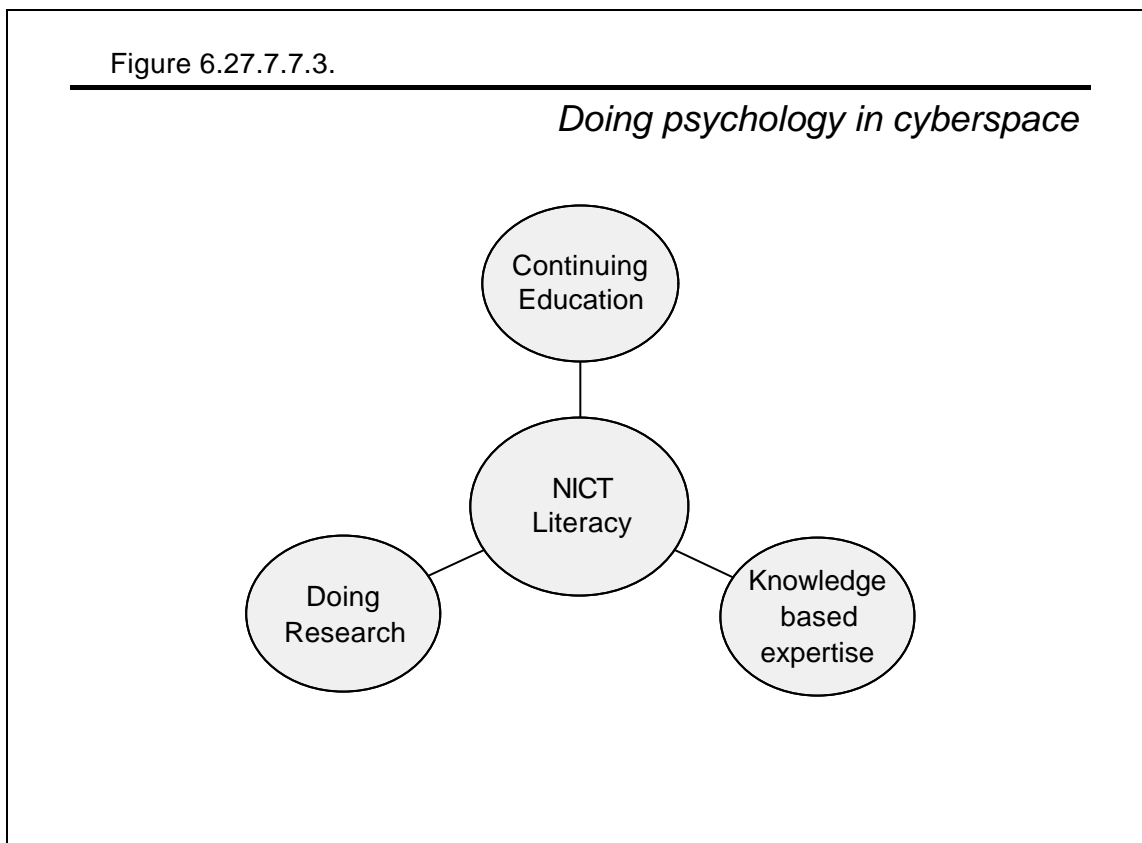 Figure 6.27.7.7.3.
Doing psychology in cyberspace
Continuing
Education
NICT
Literacy
Doing
Research
Knowledge
based
expertise